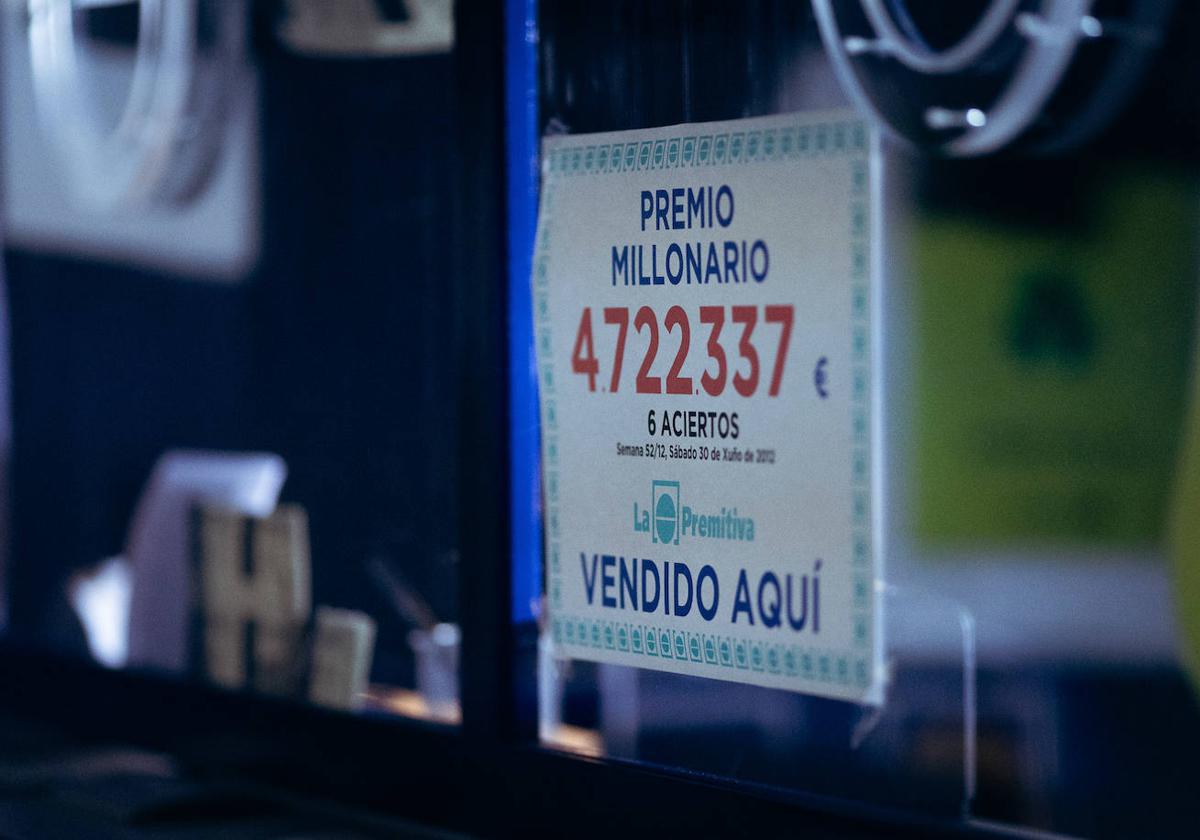 PREMIO
MILLONARIO
4.722.337 €
6 ACIERTOS
Semana 52/12, Sábado 30 de Xuño de 2012
La Premitiva
VENDIDO AQUÍ
H